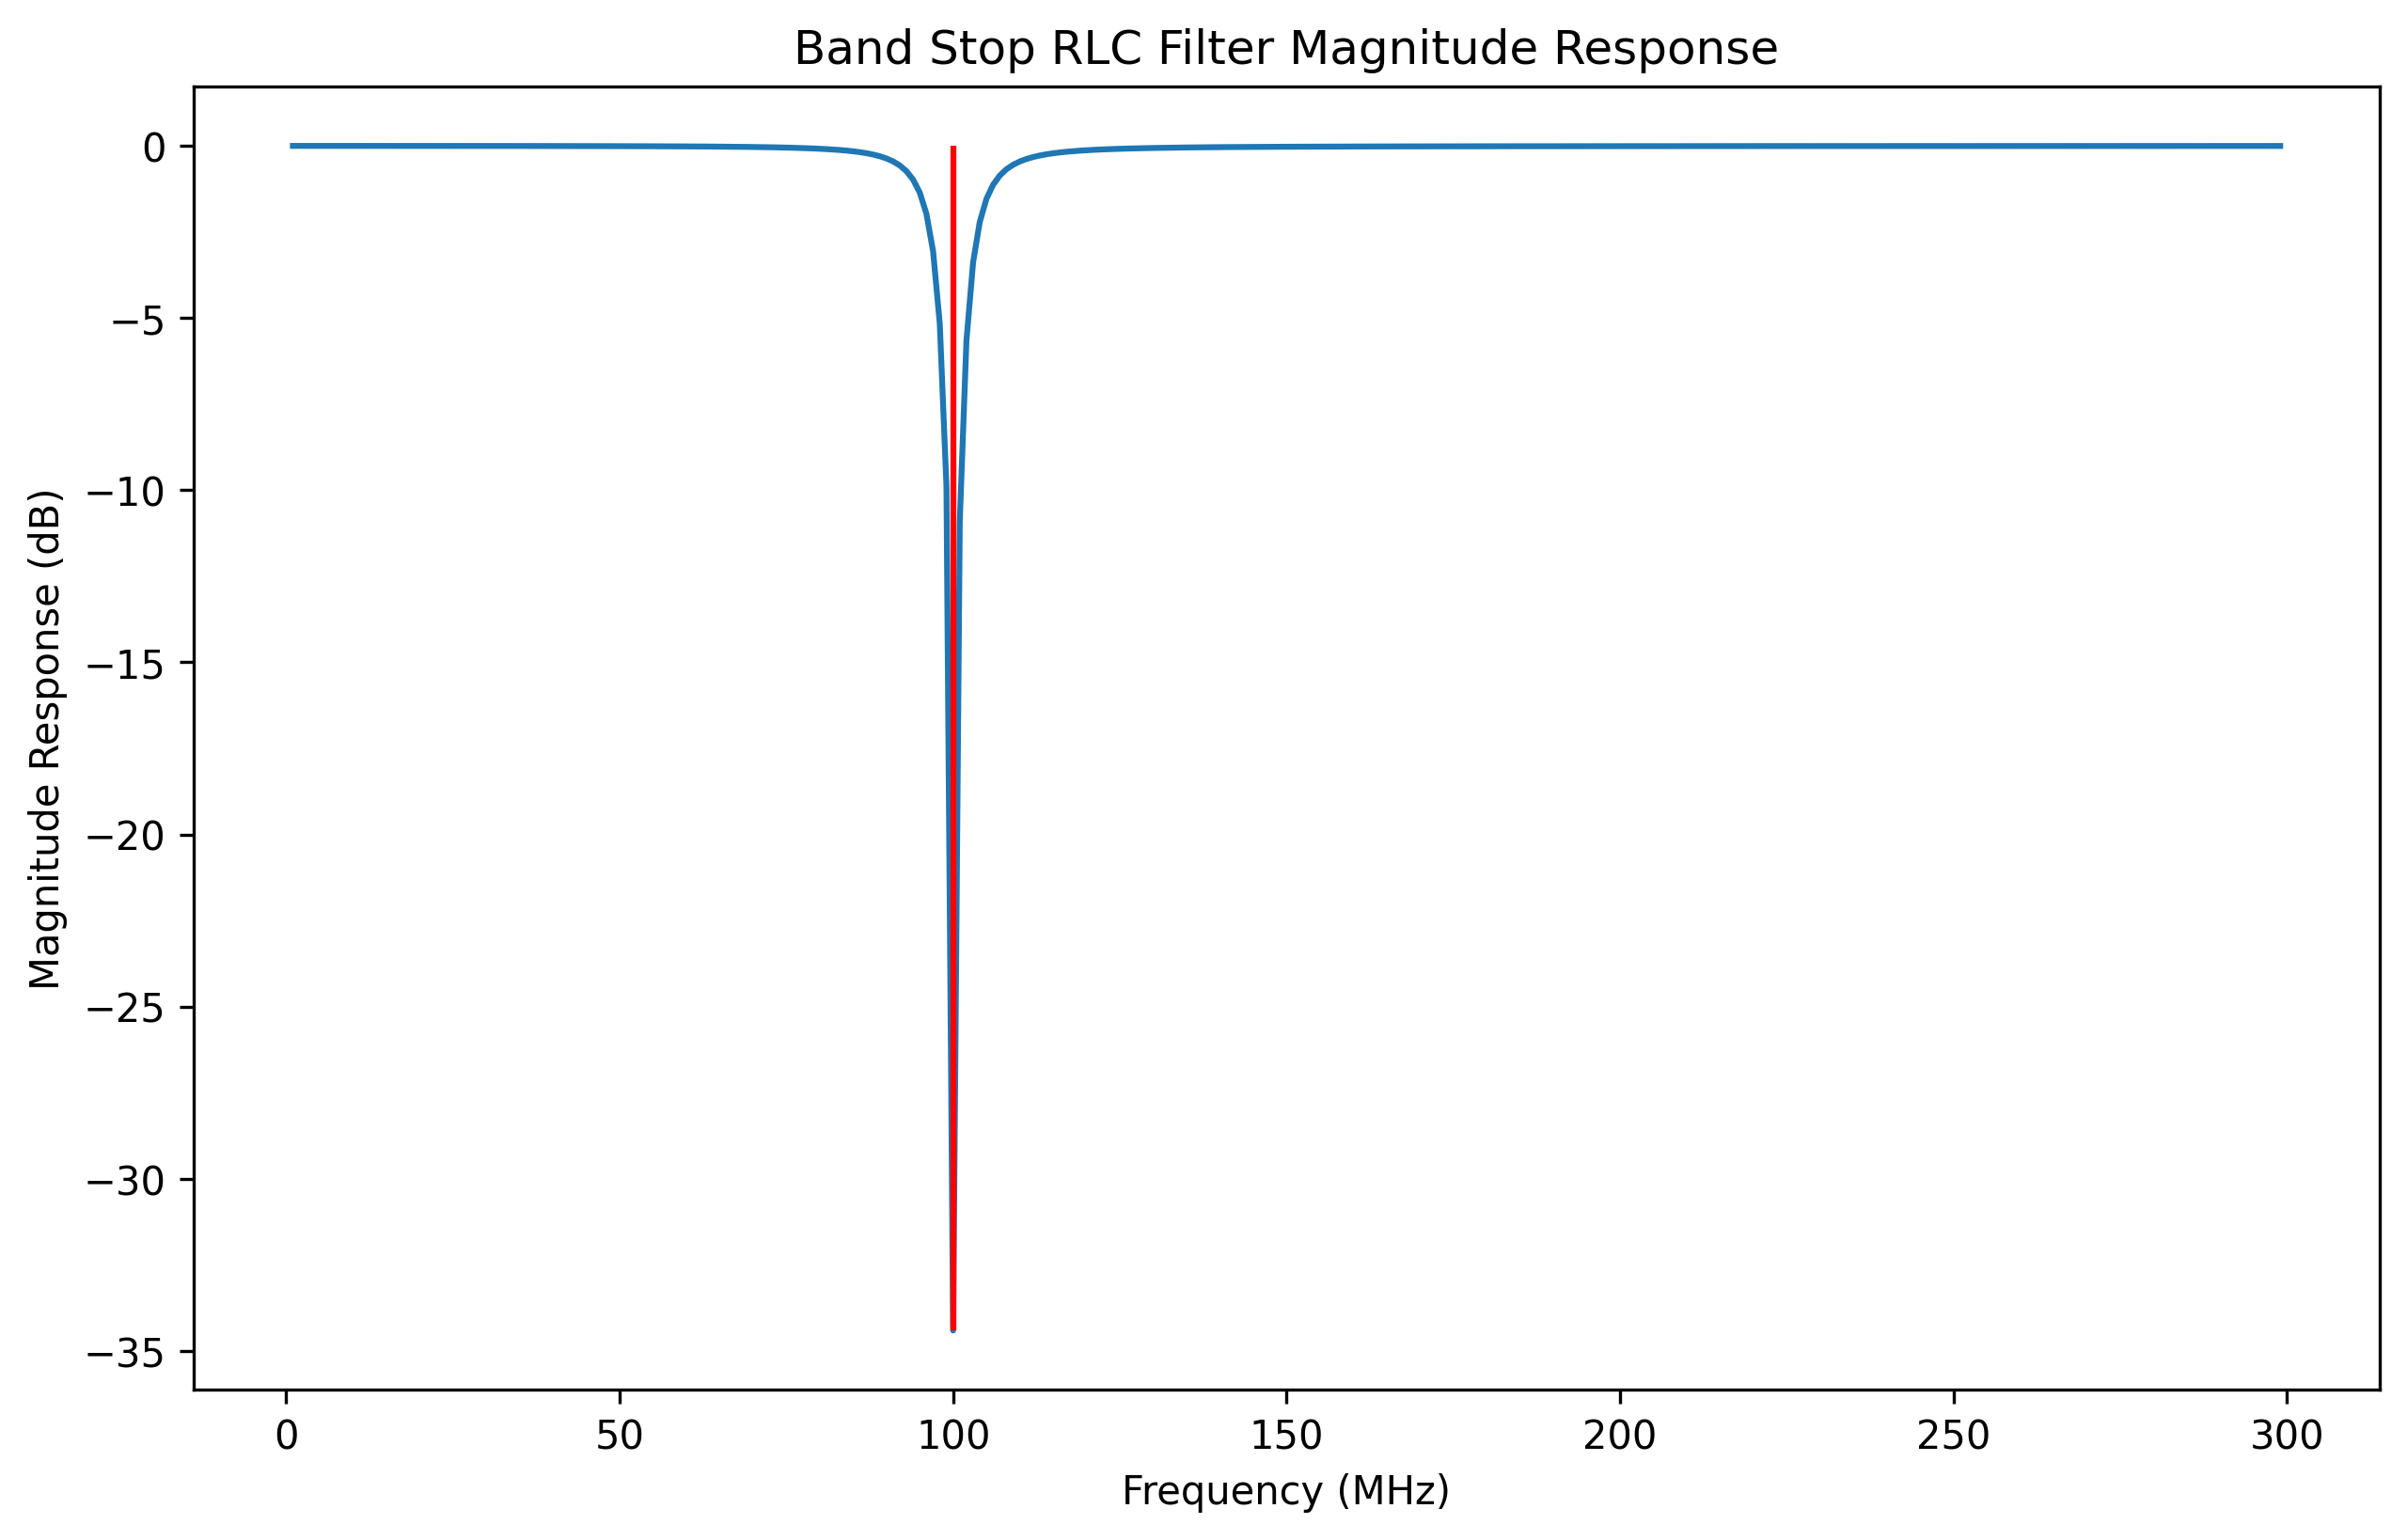 Band Stop RLC Filter Magnitude Response
Magnitude Response (dB)
0
−5
−10
−15
−20
−25
−30
−35
0 50 100 150 200 250 300
Frequency (MHz)